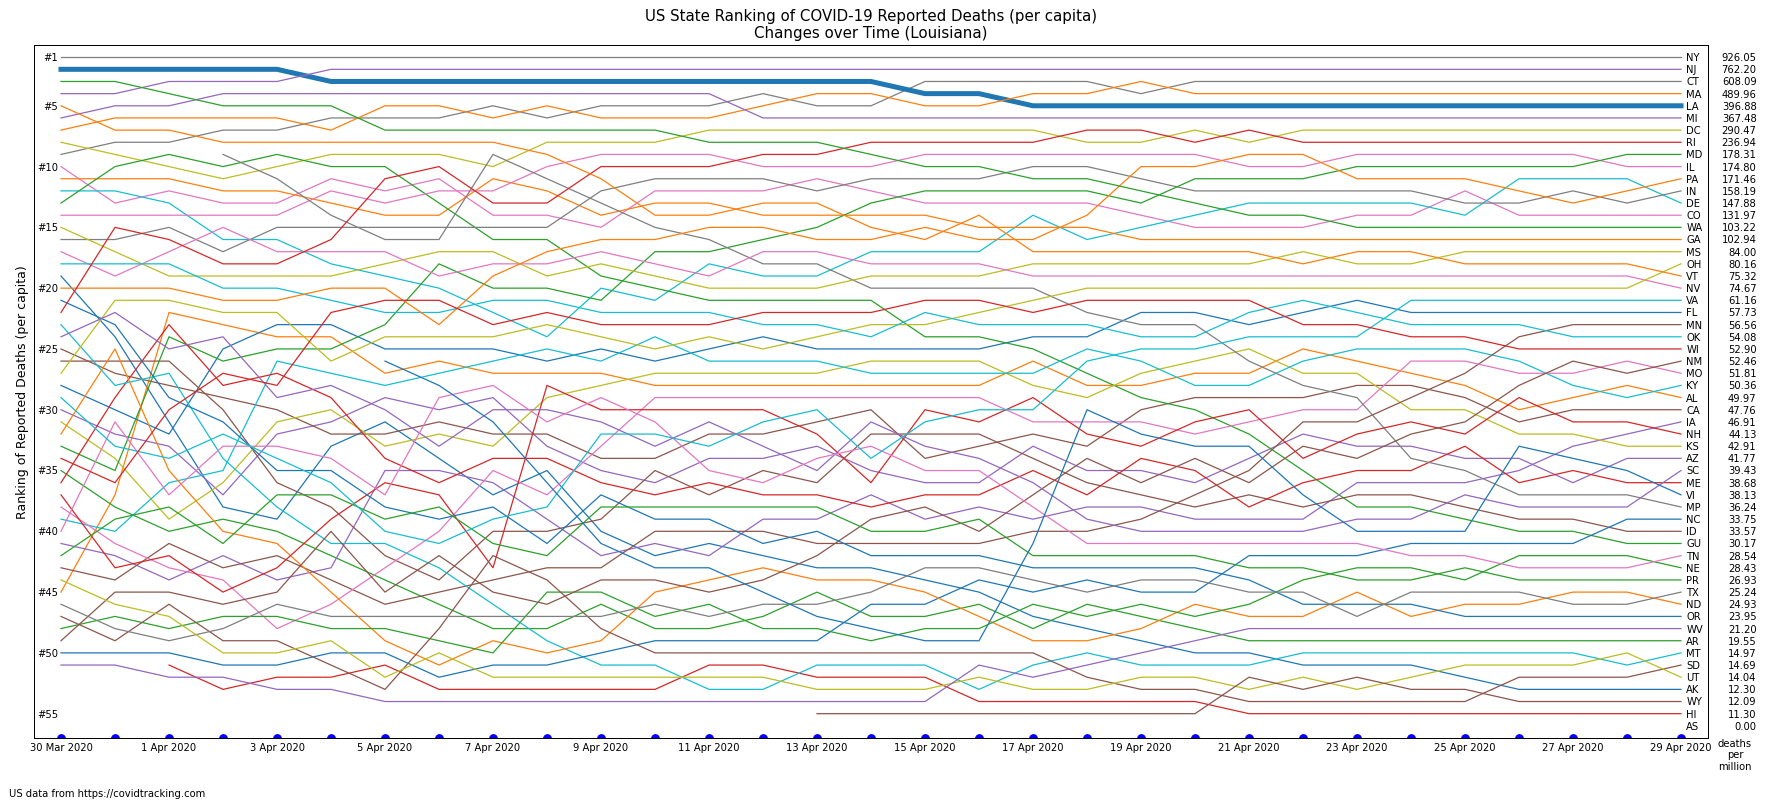 US State Ranking of COVID-19 Reported Deaths (per capita)
Changes over Time (Louisiana)
Ranking of Reported Deaths (per capita)
#1
#5
#10
#15
#20
#25
#30
#35
#40
#45
#50
#55
NY 926.05
NJ 762.20
CT 608.09
MA 489.96
LA 396.88
MI 367.48
DC 290.47
RI 236.94
MD 178.31
IL 174.80
PA 171.46
IN 158.19
DE 147.88
CO 131.97
WA 103.22
GA 102.94
MS 84.00
OH 80.16
VT 75.32
NV 74.67
VA 61.16
FL 57.73
MN 56.56
OK 54.08
WI 52.90
NM 52.46
MO 51.81
KY 50.36
AL 49.97
CA 47.76
IA 46.91
NH 44.13
KS 42.91
AZ 41.77
SC 39.43
ME 38.68
VI 38.13
MP 36.24
NC 33.75
ID 33.57
GU 30.17
TN 28.54
NE 28.43
PR 26.93
TX 25.24
ND 24.93
OR 23.95
WV 21.20
AR 19.55
MT 14.97
SD 14.69
UT 14.04
AK 12.30
WY 12.09
HI 11.30
AS 0.00
30 Mar 2020 1 Apr 2020 3 Apr 2020 5 Apr 2020 7 Apr 2020 9 Apr 2020 11 Apr 2020 13 Apr 2020 15 Apr 2020 17 Apr 2020 19 Apr 2020 21 Apr 2020 23 Apr 2020 25 Apr 2020 27 Apr 2020 29 Apr 2020
deaths
per
million
US data from https://covidtracking.com